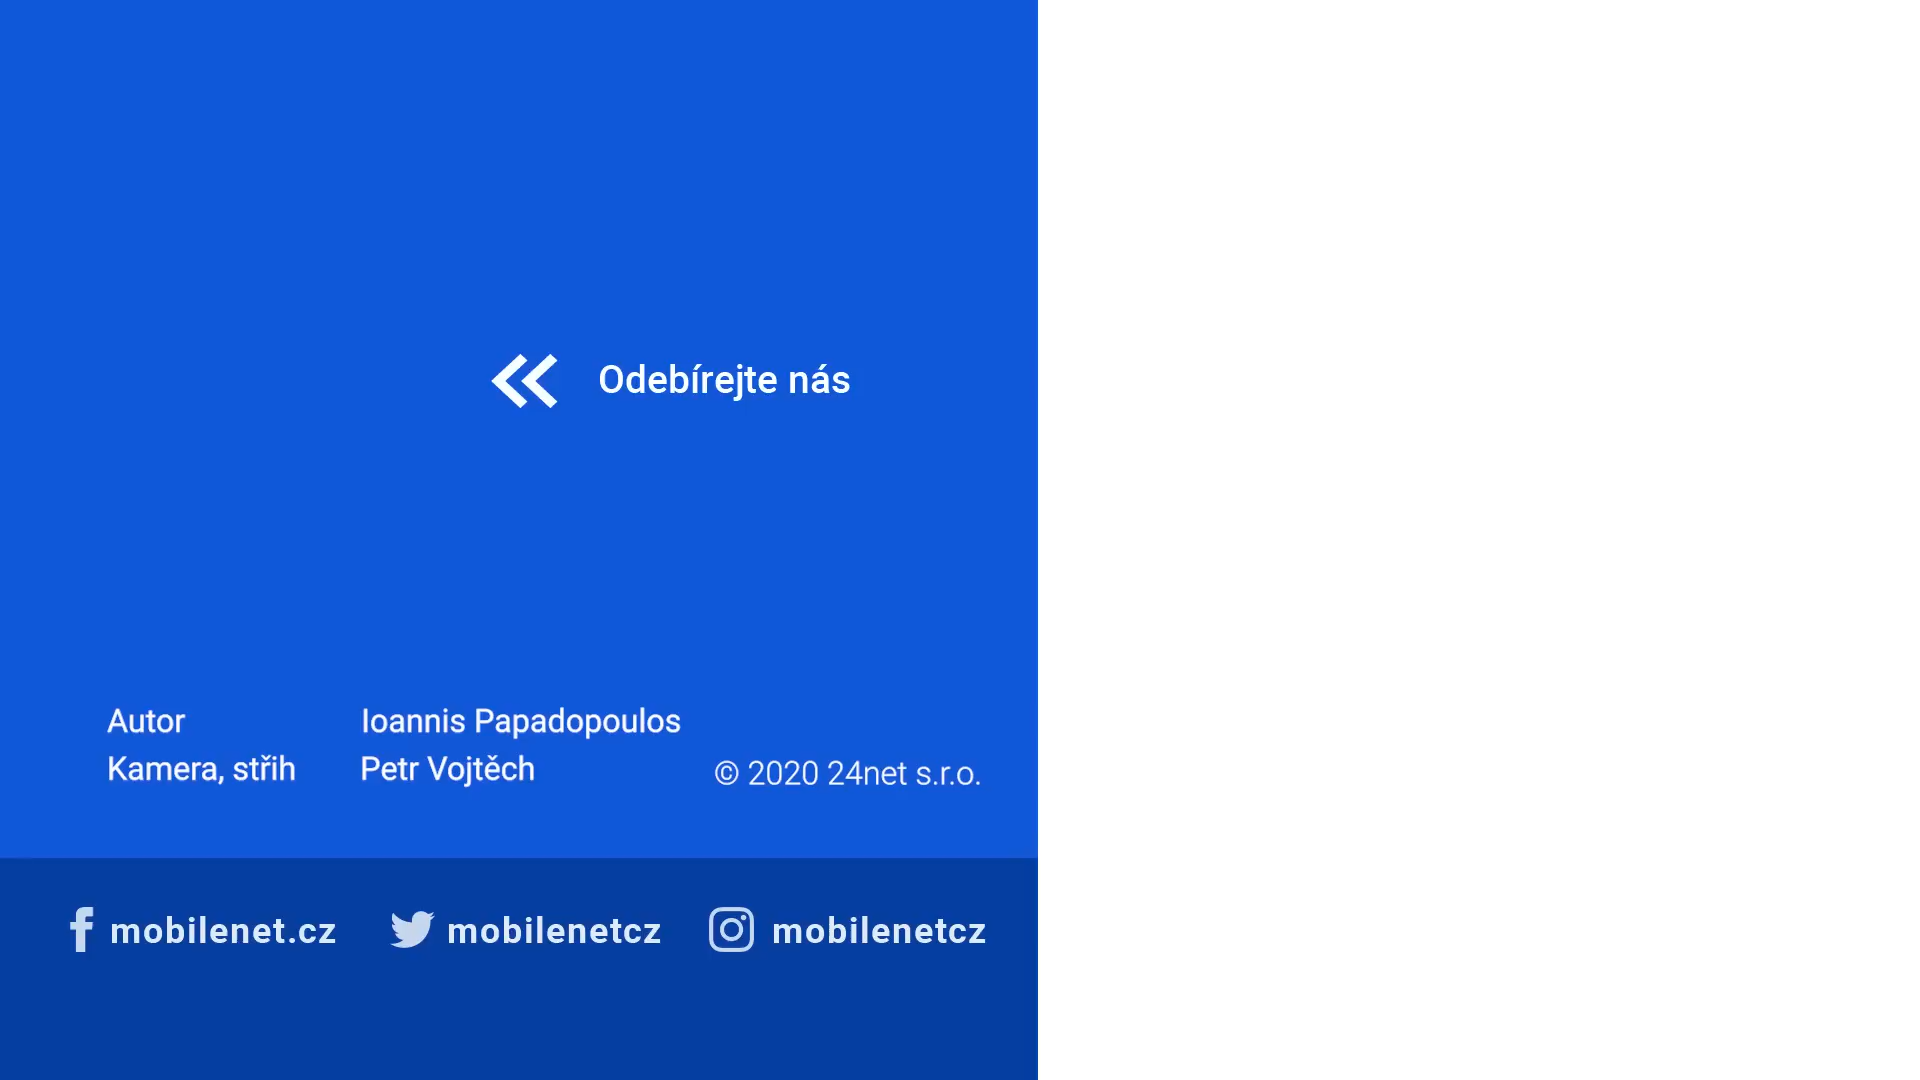 Odebírejte nás
Autor Ioannis Papadopoulos
Kamera, střih Petr Vojtěch
© 2020 24net s.r.o.
mobilenet.cz mobilenetcz mobilenetcz